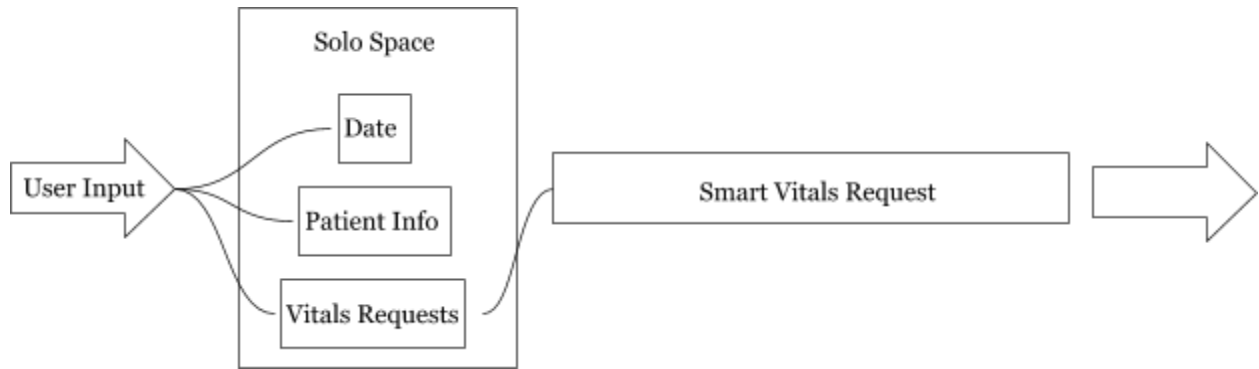 Solo Space
Date
User Input
Patient Info
Smart Vitals Request
Vitals Requests